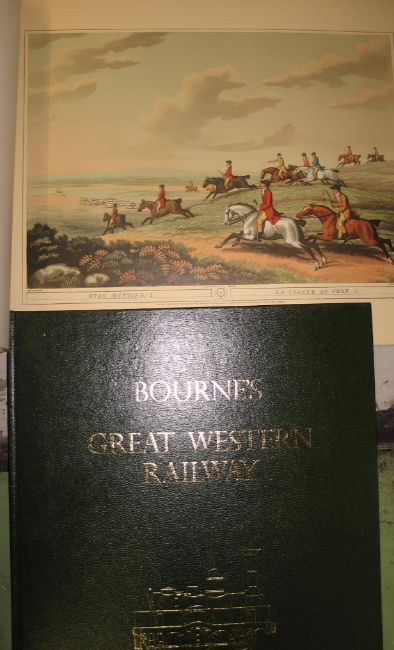 STAG HUNTING 1.
LA CHASSE AU CERF. 1.
BOURNE'S
GREAT WESTERN
RAILWAY